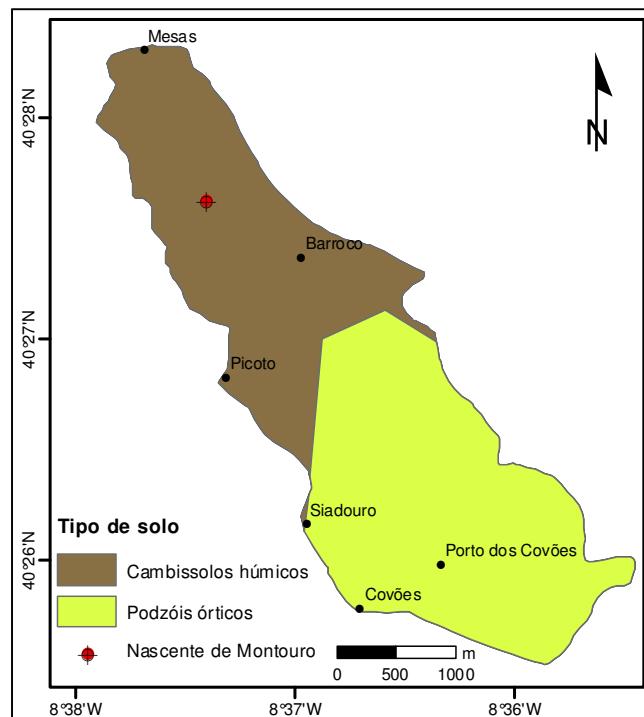 Mesas
N
40°28'N
Barroco
40°27'N
Picoto
Siadouro
Tipo de solo
40°26'N
Porto dos Covões
Cambissolos húmicos
Covões
Podzóis órticos
Nascente de Montouro
m
0 500 1000
8°38'W 8°37'W 8°36'W